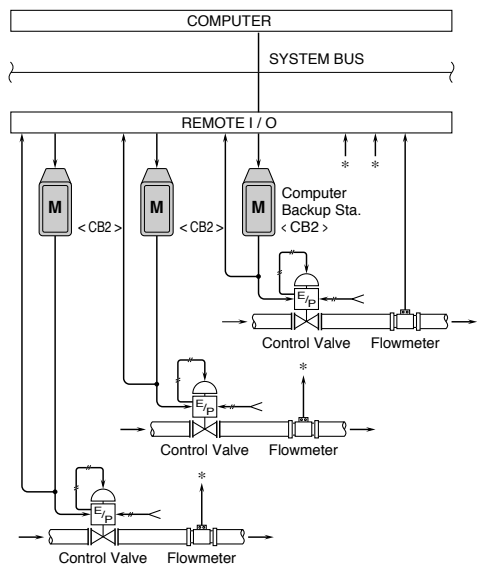 COMPUTER
SYSTEM BUS
REMOTE I / O
* *
M M M
Computer
Backup Sta.
< CB2 > < CB2 > < CB2 >
E/P
Control Valve Flowmeter
*
E/P
Control Valve Flowmeter
*
E/P
Control Valve Flowmeter